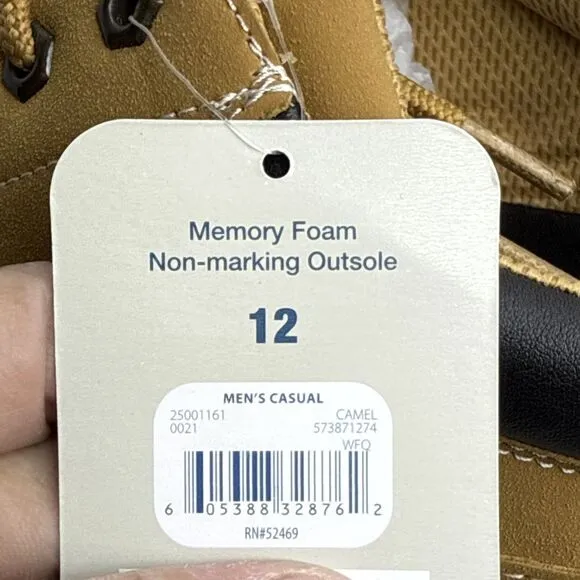 Memory Foam
Non-marking Outsole
12
MEN'S CASUAL
25001161 CAMEL
0021 573871274
WFQ
6 05388 32876 2
RN#52469